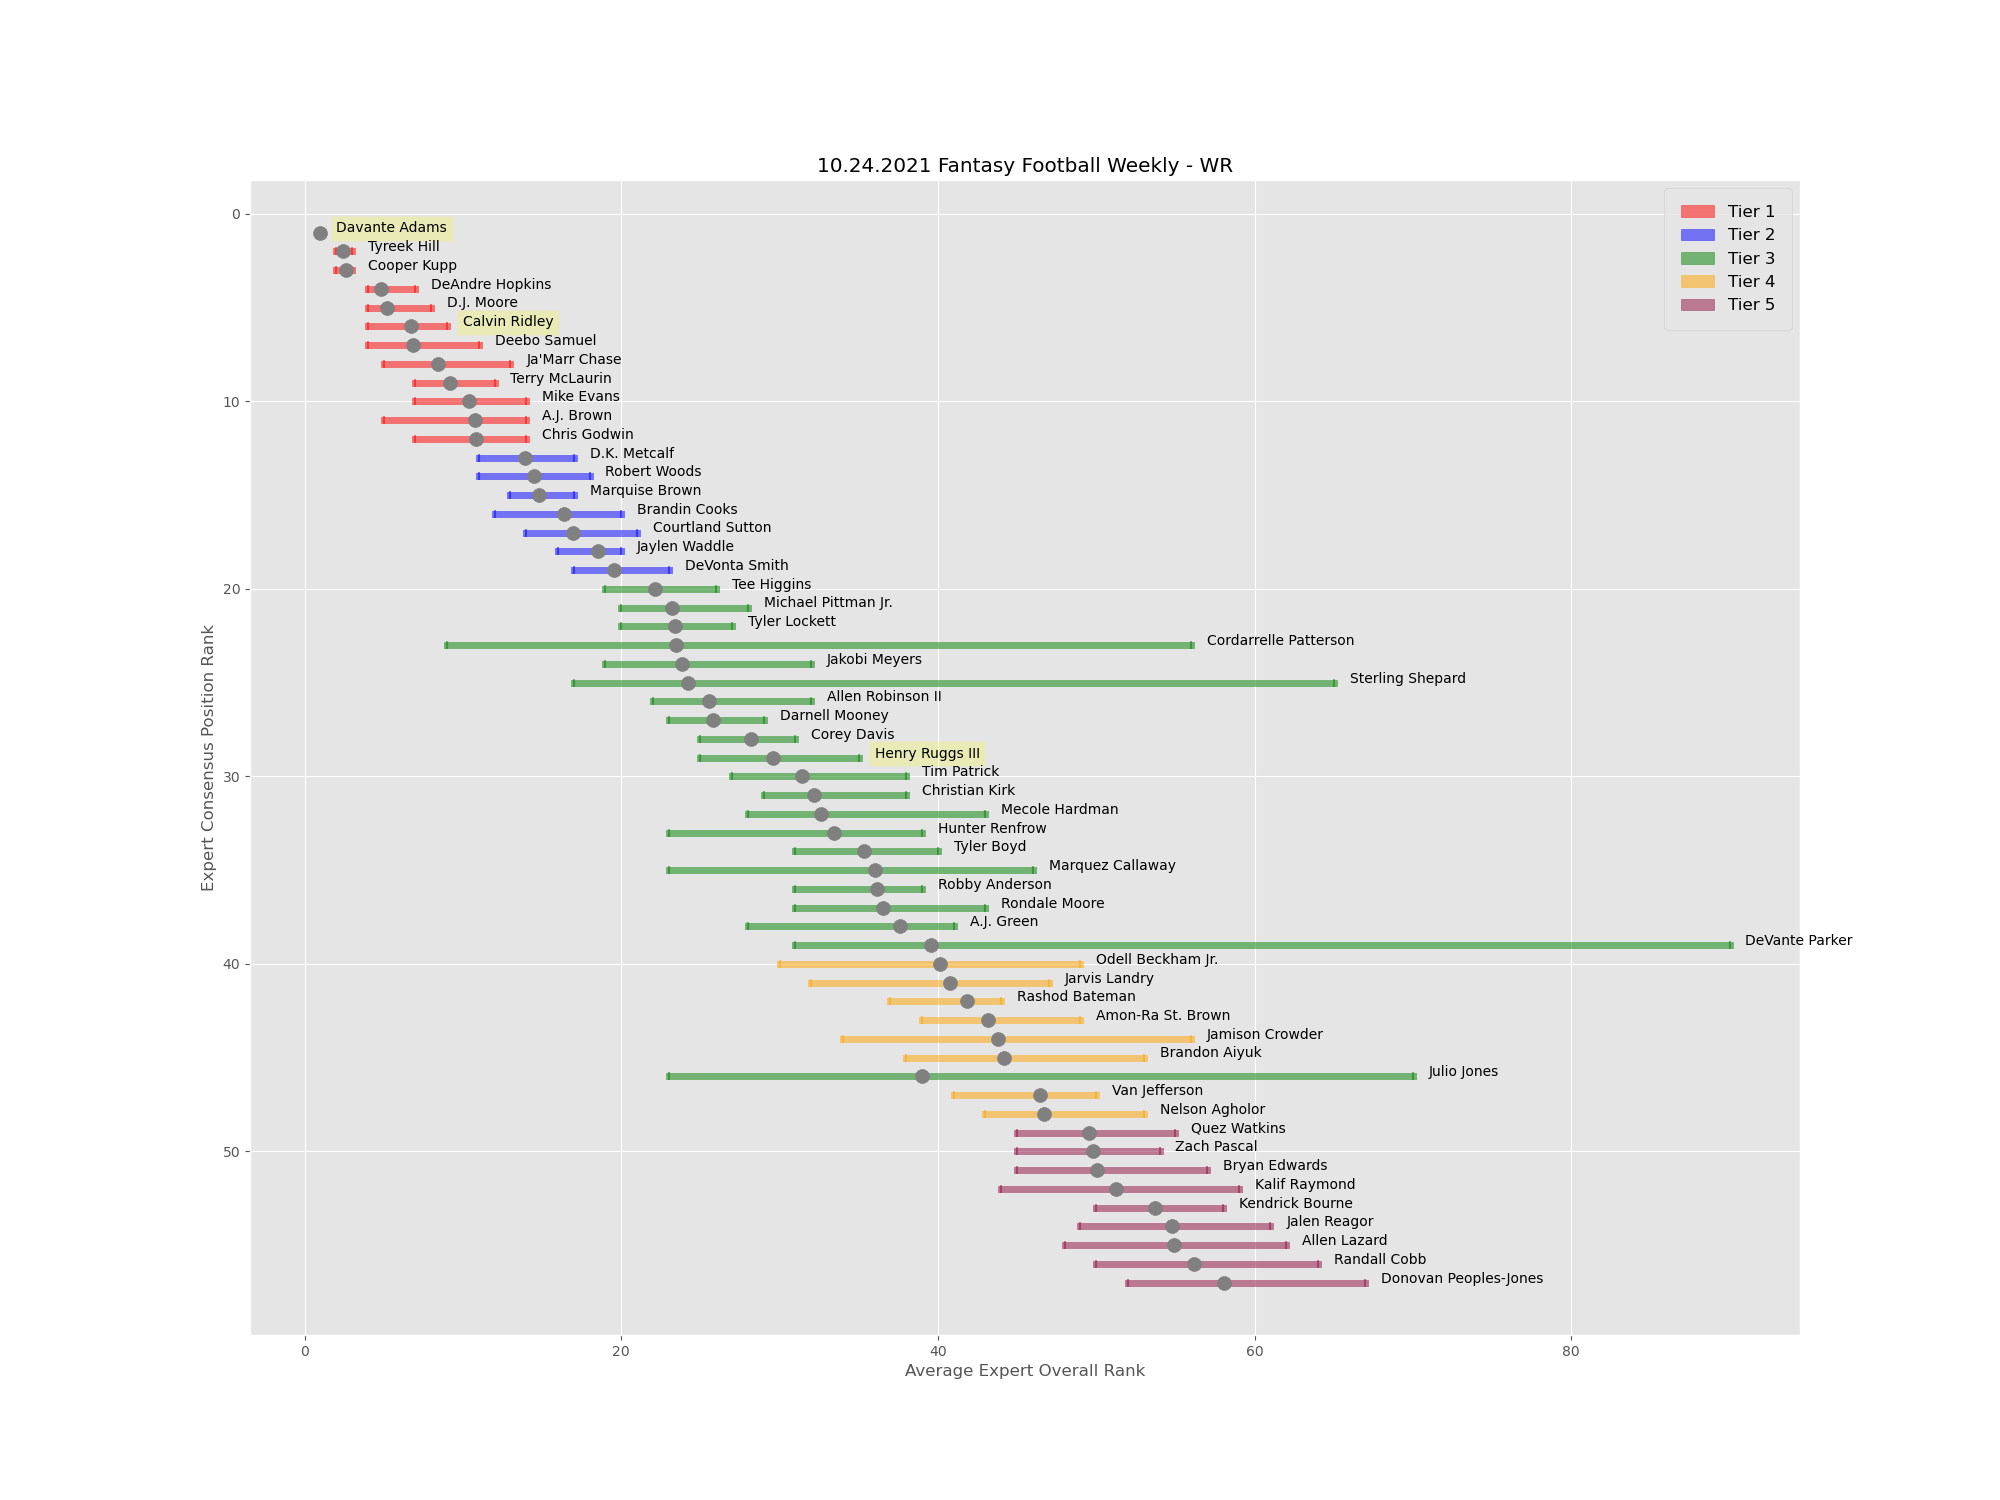 10.24.2021 Fantasy Football Weekly - WR
Tier 1
Tier 2
Tier 3
Tier 4
Tier 5
Expert Consensus Position Rank
0
10
20
30
40
50
Davante Adams
Tyreek Hill
Cooper Kupp
DeAndre Hopkins
D.J. Moore
Calvin Ridley
Deebo Samuel
Ja'Marr Chase
Terry McLaurin
Mike Evans
A.J. Brown
Chris Godwin
D.K. Metcalf
Robert Woods
Marquise Brown
Brandin Cooks
Courtland Sutton
Jaylen Waddle
DeVonta Smith
Tee Higgins
Michael Pittman Jr.
Tyler Lockett
Cordarrelle Patterson
Jakobi Meyers
Sterling Shepard
Allen Robinson II
Darnell Mooney
Corey Davis
Henry Ruggs III
Tim Patrick
Christian Kirk
Mecole Hardman
Hunter Renfrow
Tyler Boyd
Marquez Callaway
Robby Anderson
Rondale Moore
A.J. Green
DeVante Parker
Odell Beckham Jr.
Jarvis Landry
Rashod Bateman
Amon-Ra St. Brown
Jamison Crowder
Brandon Aiyuk
Julio Jones
Van Jefferson
Nelson Agholor
Quez Watkins
Zach Pascal
Bryan Edwards
Kalif Raymond
Kendrick Bourne
Jalen Reagor
Allen Lazard
Randall Cobb
Donovan Peoples-Jones
0 20 40 60 80
Average Expert Overall Rank